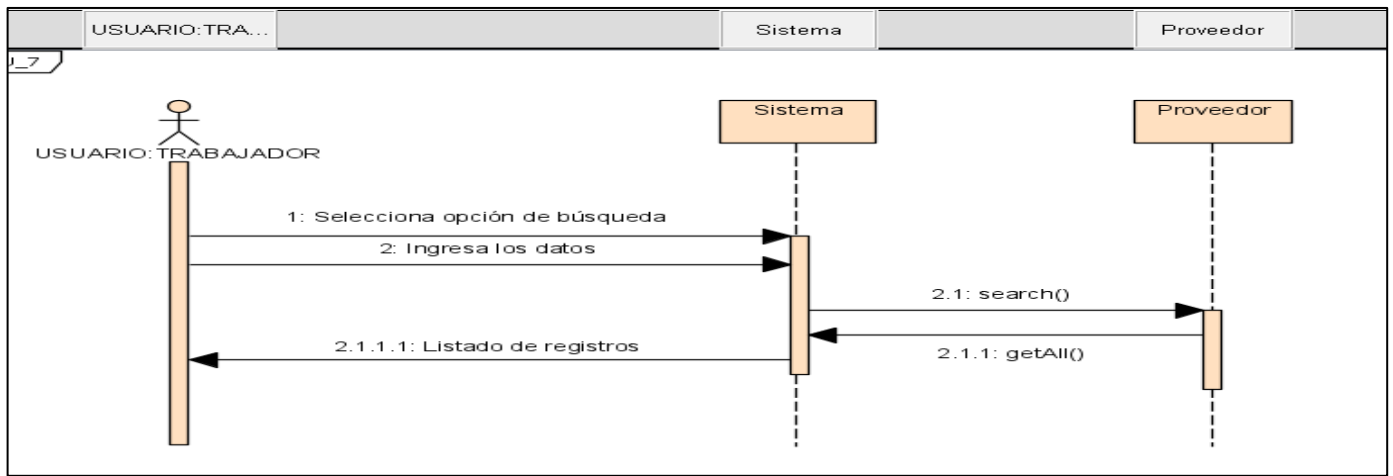 USUARIO:TRA...
Sistema
Proveedor
_7
Sistema
Proveedor
USUARIO:TRABAJADOR
1: Selecciona opción de búsqueda
2: Ingresa los datos
2.1: search()
2.1.1.1: Listado de registros
2.1.1: getAll()